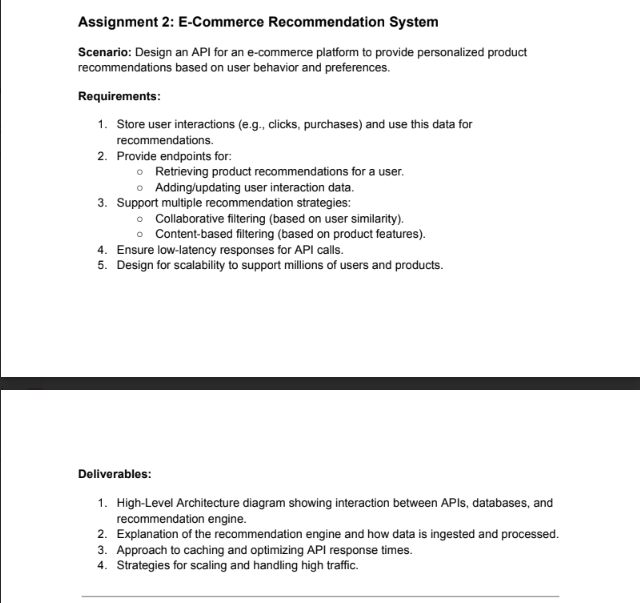 Assignment 2: E-Commerce Recommendation System
Scenario: Design an API for an e-commerce platform to provide personalized product
recommendations based on user behavior and preferences.
Requirements:
1. Store user interactions (e.g., clicks, purchases) and use this data for
recommendations.
2. Provide endpoints for:
○ Retrieving product recommendations for a user.
○ Adding/updating user interaction data.
3. Support multiple recommendation strategies:
○ Collaborative filtering (based on user similarity).
○ Content-based filtering (based on product features).
4. Ensure low-latency responses for API calls.
5. Design for scalability to support millions of users and products.
Deliverables:
1. High-Level Architecture diagram showing interaction between APIs, databases, and
recommendation engine.
2. Explanation of the recommendation engine and how data is ingested and processed.
3. Approach to caching and optimizing API response times.
4. Strategies for scaling and handling high traffic.